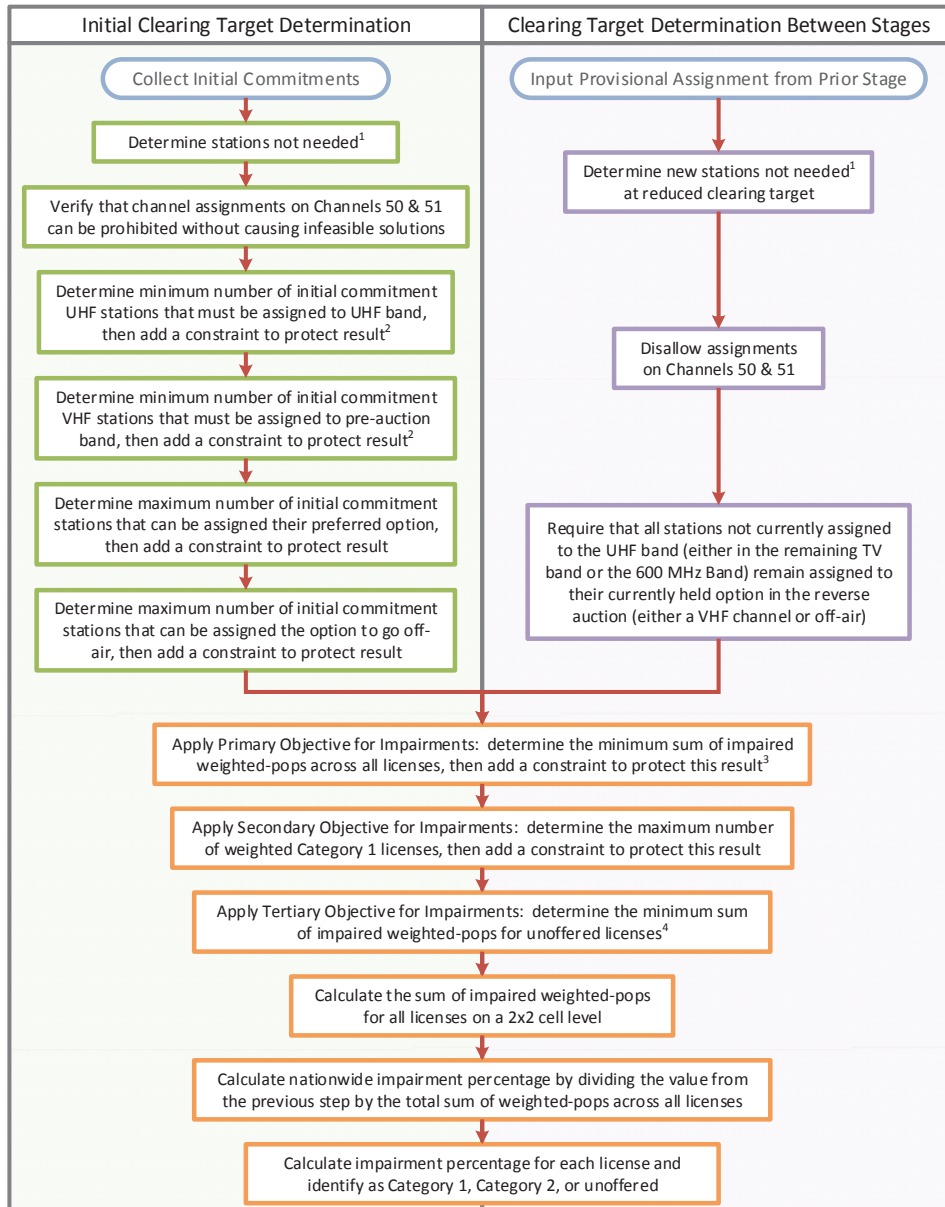 Initial Clearing Target Determination
Clearing Target Determination Between Stages
Collect Initial Commitments
Determine stations not needed¹
Verify that channel assignments on Channels 50 & 51
can be prohibited without causing infeasible solutions
Determine minimum number of initial commitment
UHF stations that must be assigned to UHF band,
then add a constraint to protect result²
Determine minimum number of initial commitment
VHF stations that must be assigned to pre-auction
band, then add a constraint to protect result²
Determine maximum number of initial commitment
stations that can be assigned their preferred option,
then add a constraint to protect result
Determine maximum number of initial commitment
stations that can be assigned the option to go off-
air, then add a constraint to protect result
Input Provisional Assignment from Prior Stage
Determine new stations not needed¹
at reduced clearing target
Disallow assignments
on Channels 50 & 51
Require that all stations not currently assigned
to the UHF band (either in the remaining TV
band or the 600 MHz Band) remain assigned to
their currently held option in the reverse
auction (either a VHF channel or off-air)
Apply Primary Objective for Impairments: determine the minimum sum of impaired
weighted-pops across all licenses, then add a constraint to protect this result³
Apply Secondary Objective for Impairments: determine the maximum number
of weighted Category 1 licenses, then add a constraint to protect this result
Apply Tertiary Objective for Impairments: determine the minimum sum
of impaired weighted-pops for unoffered licenses⁴
Calculate the sum of impaired weighted-pops
for all licenses on a 2x2 cell level
Calculate nationwide impairment percentage by dividing the value from
the previous step by the total sum of weighted-pops across all licenses
Calculate impairment percentage for each license and
identify as Category 1, Category 2, or unoffered